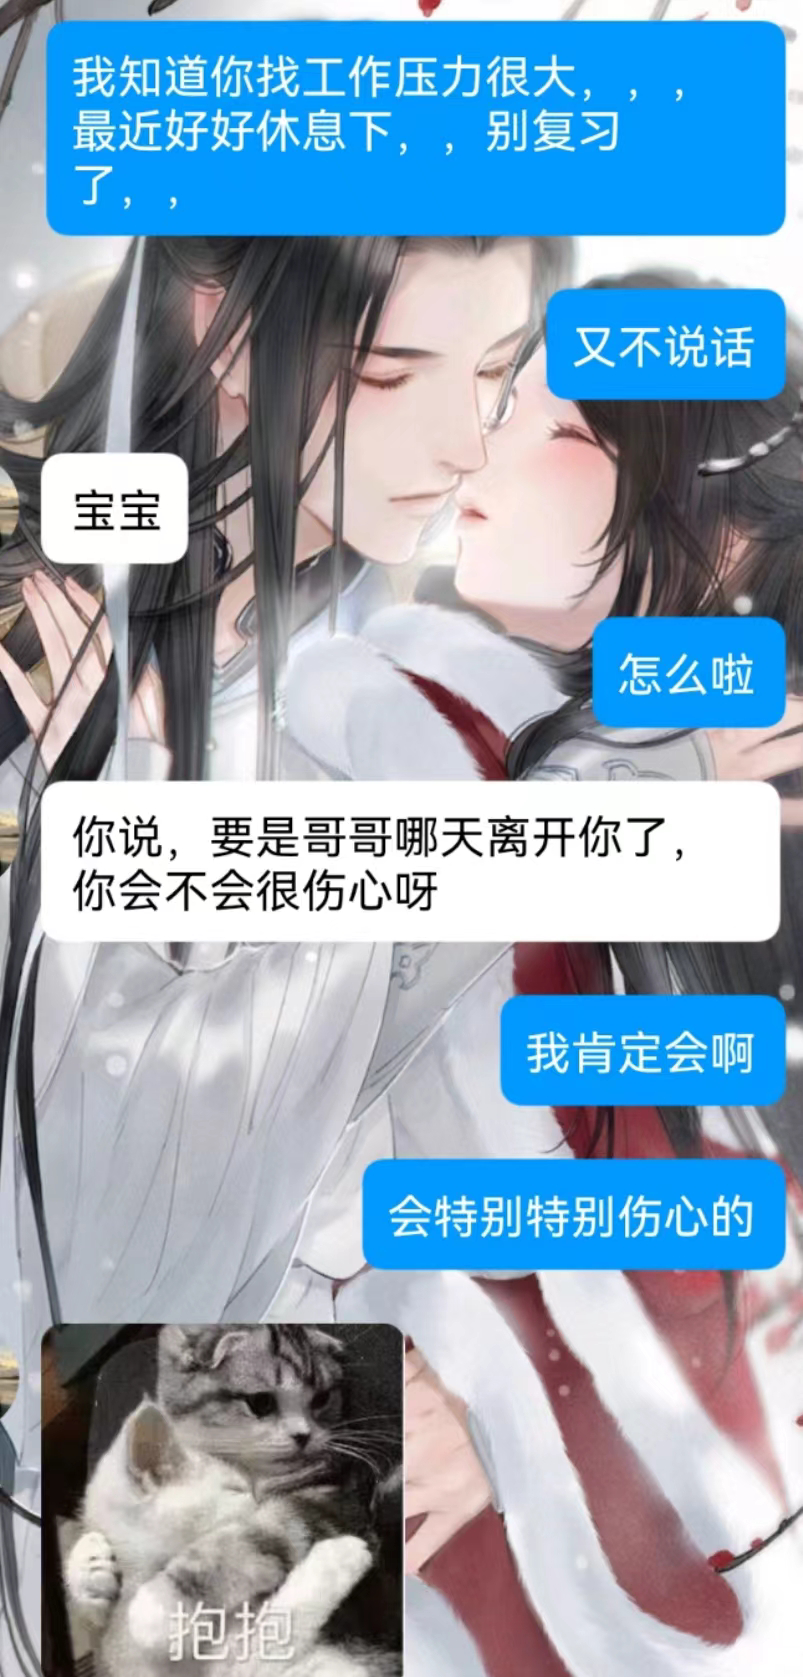 我知道你找工作压力很大，，，
最近好好休息下，，别复习
了，，
又不说话
宝宝
怎么啦
你说，要是哥哥哪天离开你了，
你会不会很伤心呀
我肯定会啊
会特别特别伤心的
抱抱